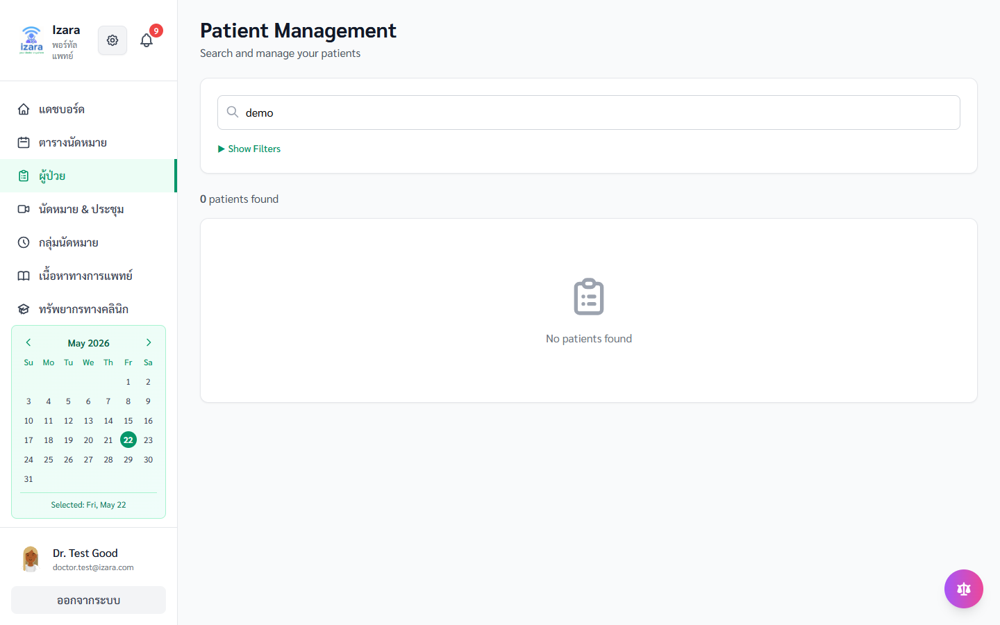 izara
Izara
พอร์ทัล
แพทย์
9
แดชบอร์ด
ตารางนัดหมาย
ผู้ป่วย
นัดหมาย & ประชุม
กลุ่มนัดหมาย
เนื้อหาทางการแพทย์
ทรัพยากรทางคลินิก
May 2026
Su Mo Tu We Th Fr Sa
1 2
3 4 5 6 7 8 9
10 11 12 13 14 15 16
17 18 19 20 21 22 23
24 25 26 27 28 29 30
31
Selected: Fri, May 22
Dr. Test Good
doctor.test@izara.com
ออกจากระบบ
Patient Management
Search and manage your patients
demo
▶ Show Filters
0 patients found
No patients found